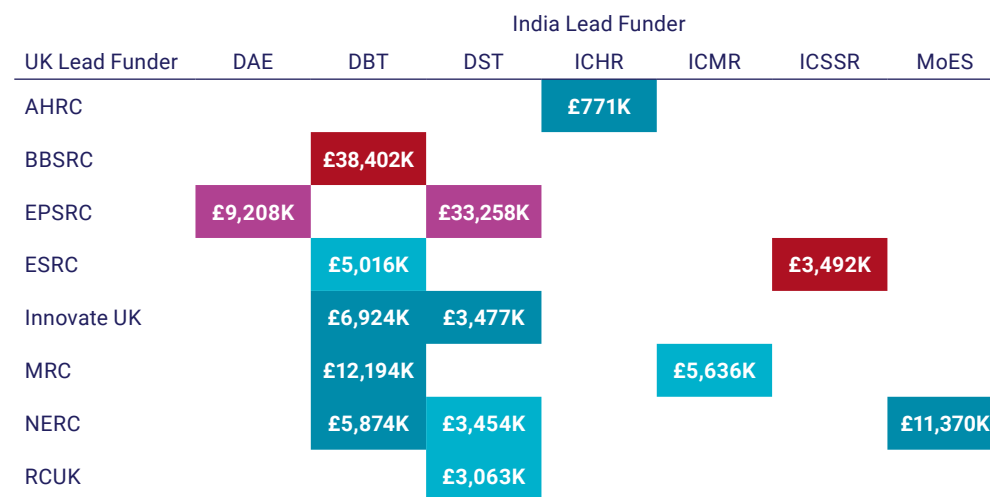 India Lead Funder
UK Lead Funder DAE DBT DST ICHR ICMR ICSSR MoES
AHRC £771K
BBSRC £38,402K
EPSRC £9,208K £33,258K
ESRC £5,016K £3,492K
Innovate UK £6,924K £3,477K
MRC £12,194K £5,636K
NERC £5,874K £3,454K £11,370K
RCUK £3,063K